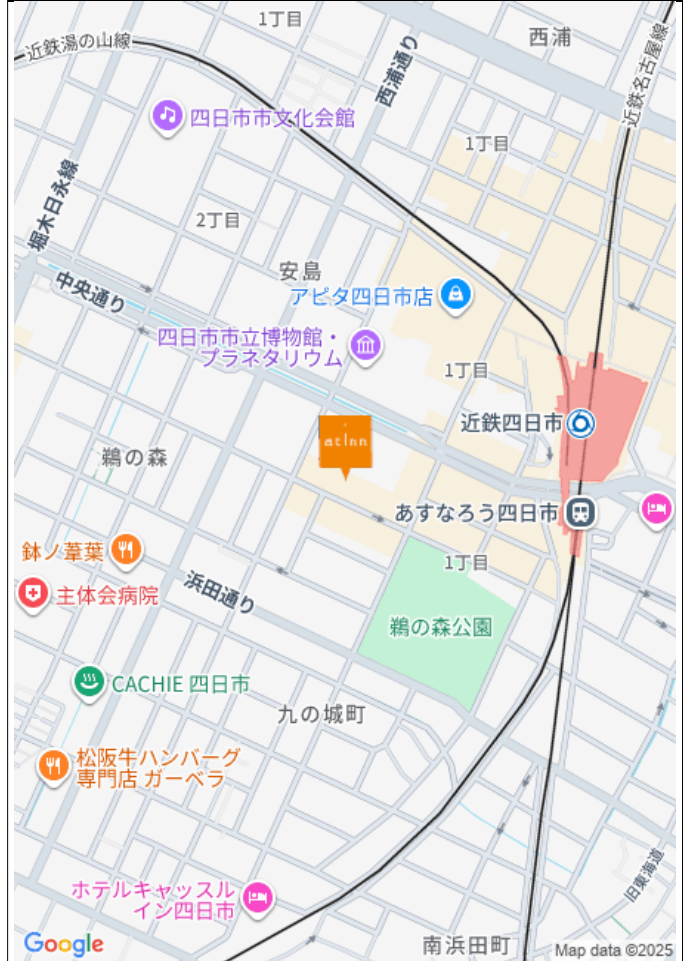 1丁目
西浦
近鉄湯の山線
西浦通り
近鉄名古屋線
四日市市文化会館
1丁目
堀木日永線
2丁目
安島
中央通り
アピタ四日市店
四日市市立博物館・
プラネタリウム
1丁目
近鉄四日市
at inn
鵜の森
あすなろう四日市
鉢ノ葦葉
1丁目
主体会病院
浜田通り
鵜の森公園
CACHIE 四日市
九の城町
松阪牛ハンバーグ
専門店 ガーベラ
旧東海道
ホテルキャッスル
イン四日市
Google
南浜田町
Map data ©2025